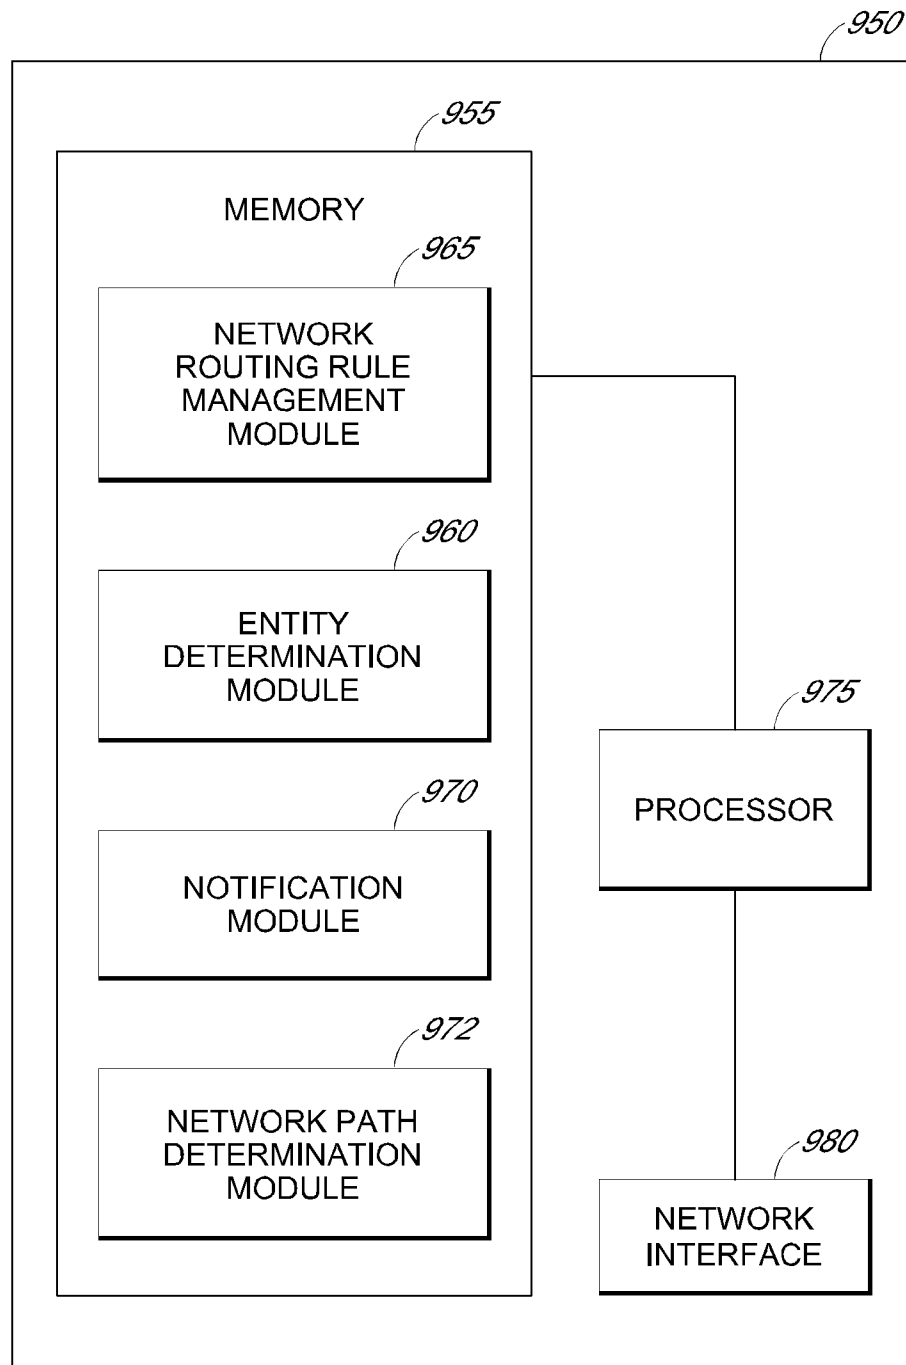 950
955
MEMORY
965
NETWORK
ROUTING RULE
MANAGEMENT
MODULE
960
ENTITY
DETERMINATION
MODULE
975
PROCESSOR
970
NOTIFICATION
MODULE
972
NETWORK PATH
DETERMINATION
MODULE
980
NETWORK
INTERFACE